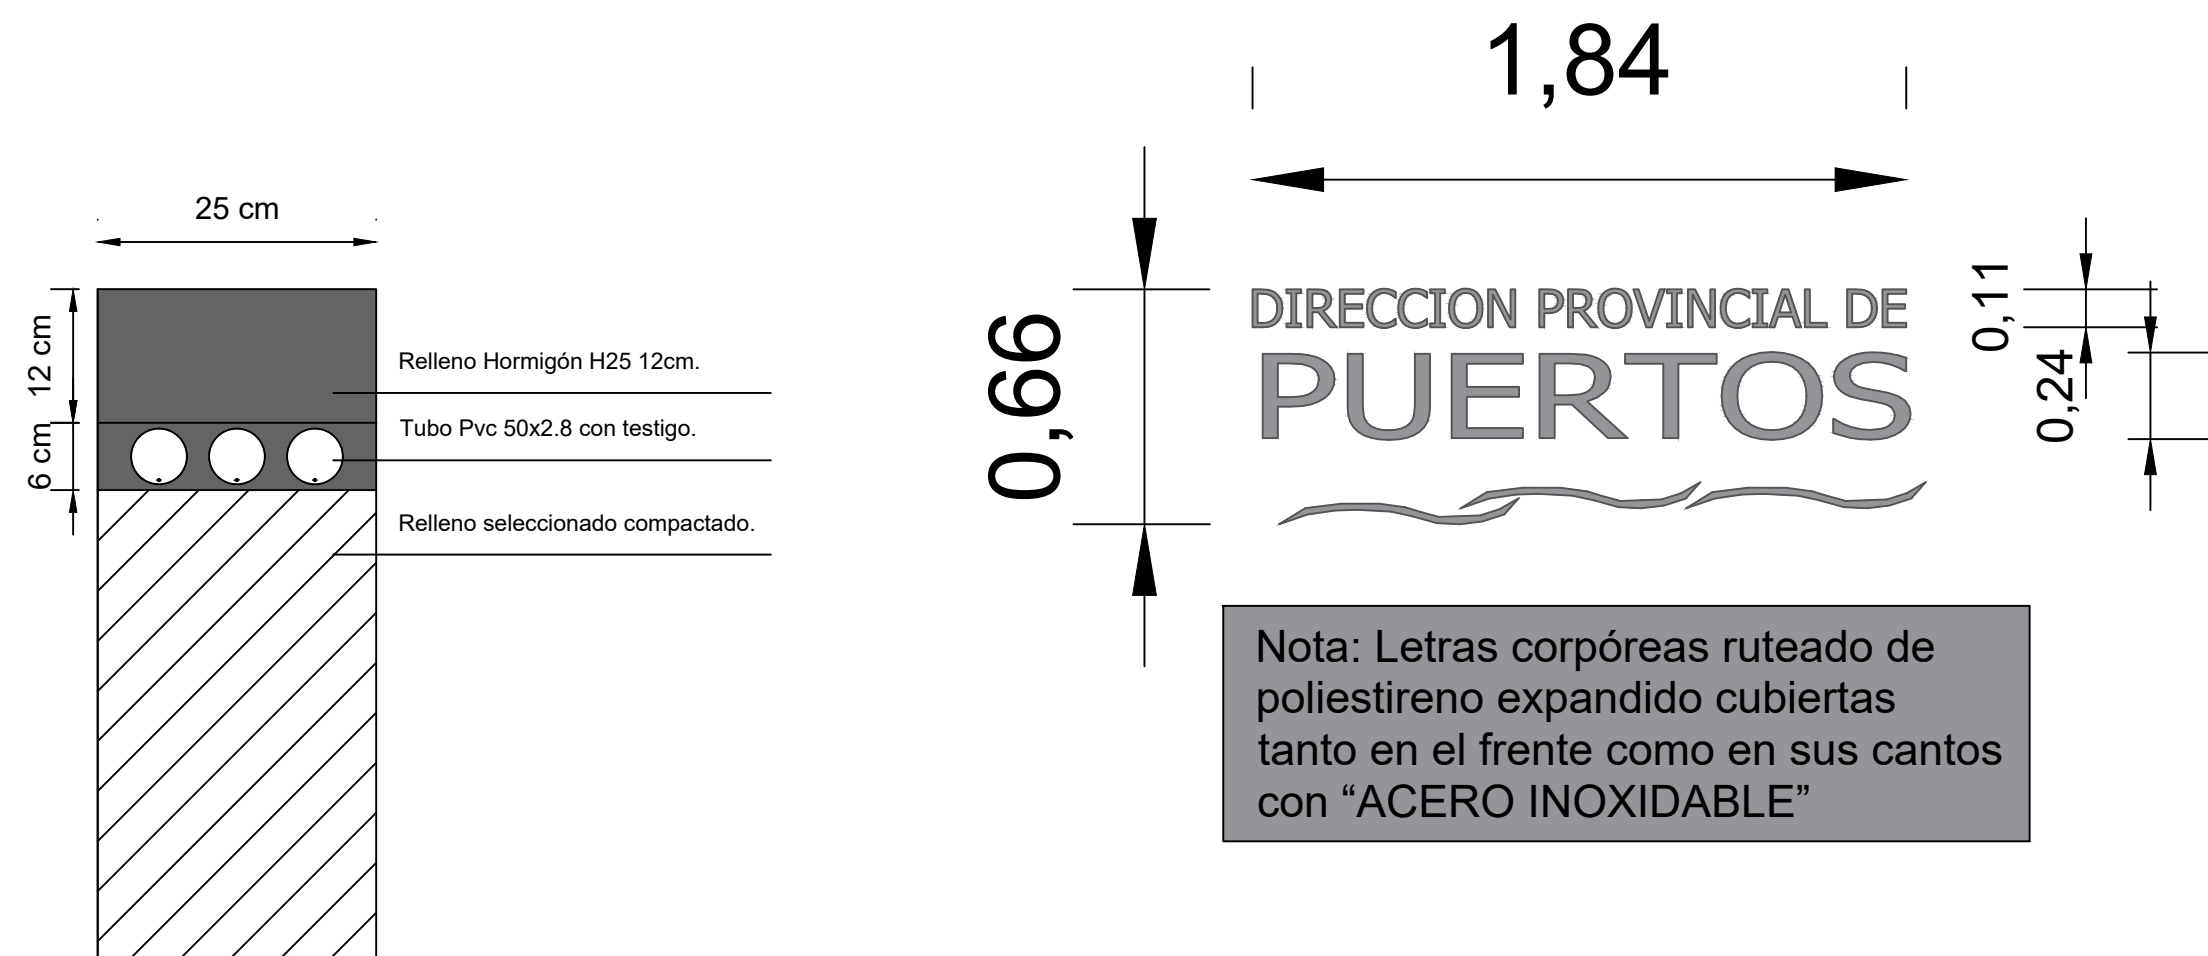 25 cm
12 cm
6 cm
Relleno Hormigón H25 12cm.
Tubo Pvc 50x2.8 con testigo.
Relleno seleccionado compactado.
1,84
0,66
DIRECCION PROVINCIAL DE
PUERTOS
0,11
0,24
Nota: Letras corpóreas ruteado de
poliestireno expandido cubiertas
tanto en el frente como en sus cantos
con “ACERO INOXIDABLE”